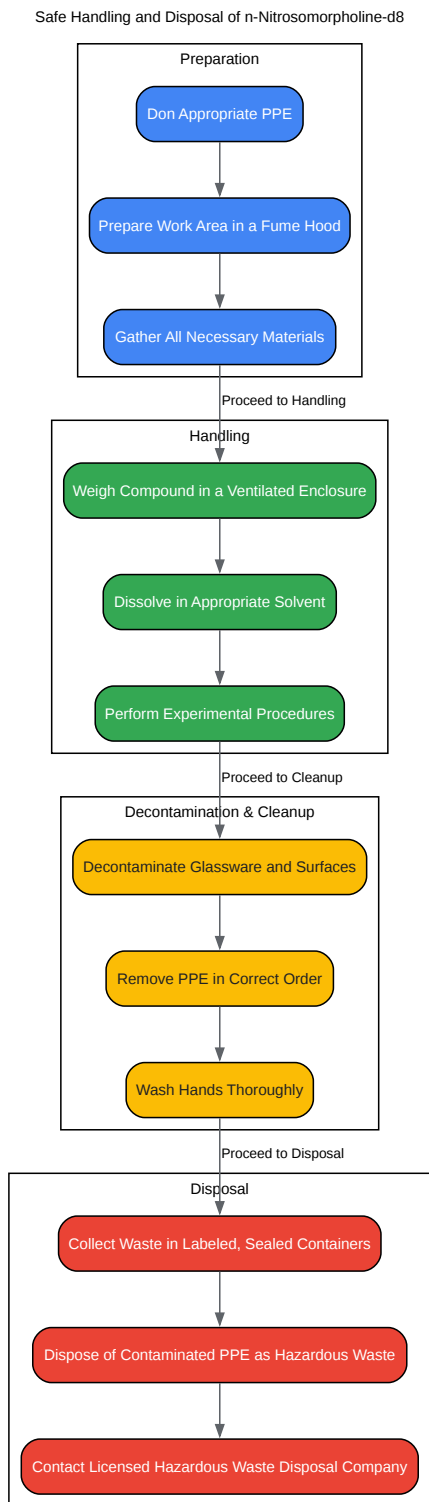 Safe Handling and Disposal of n-Nitrosomorpholine-d8
Preparation
Don Appropriate PPE
Prepare Work Area in a Fume Hood
Gather All Necessary Materials
Proceed to Handling
Handling
Weigh Compound in a Ventilated Enclosure
Dissolve in Appropriate Solvent
Perform Experimental Procedures
Proceed to Cleanup
Decontamination & Cleanup
Decontaminate Glassware and Surfaces
Remove PPE in Correct Order
Wash Hands Thoroughly
Proceed to Disposal
Disposal
Collect Waste in Labeled, Sealed Containers
Dispose of Contaminated PPE as Hazardous Waste
Contact Licensed Hazardous Waste Disposal Company